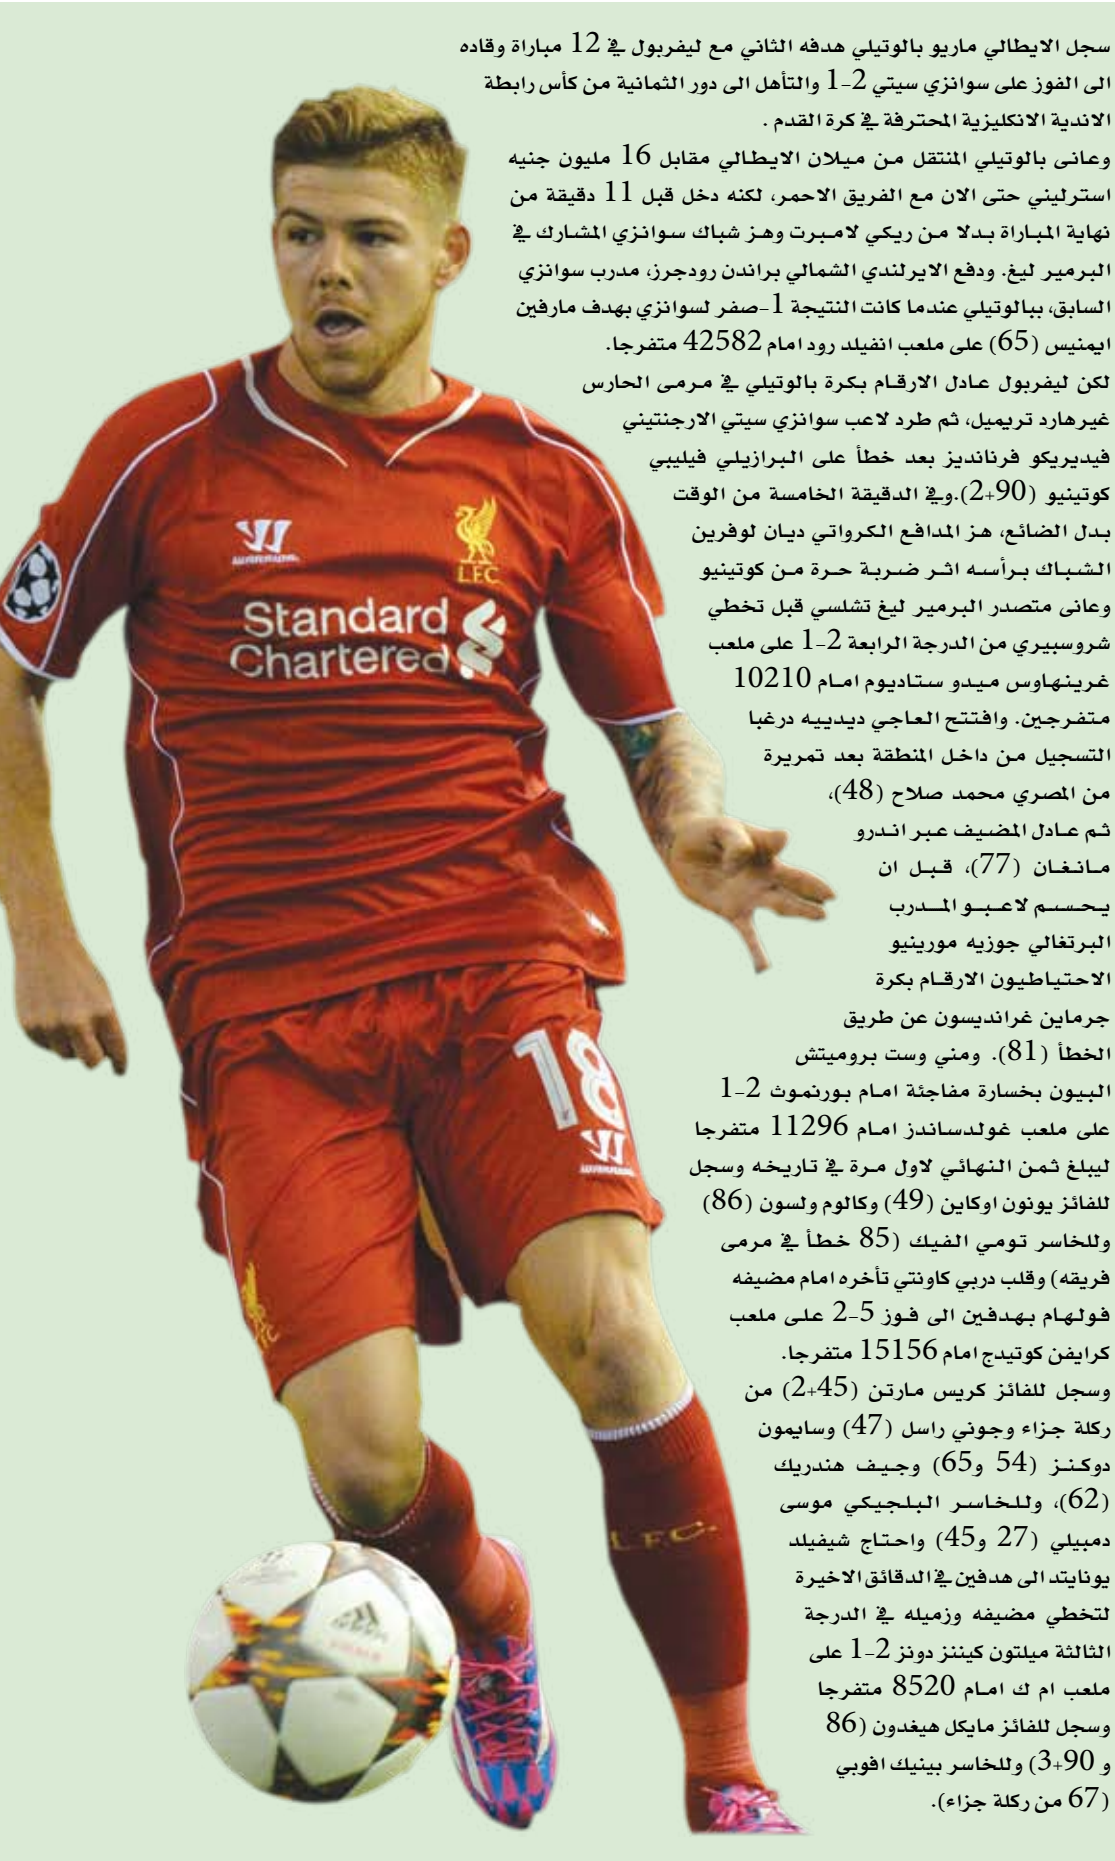 سجل الايطالي ماريو بالوتيلي هدفه الثاني مع ليفربول في 12 مباراة وقاده
الى الفوز على سوانزي سيتي 2-1 والتأهل الى دور الثمانية من كأس رابطة
الاندية الانكليزية المحترفة في كرة القدم .
وعانى بالوتيلي المنتقل من ميلان الايطالي مقابل 16 مليون جنيه
استرليني حتى الان مع الفريق الاحمر، لكنه دخل قبل 11 دقيقة من
نهاية المباراة بدلا من ريكي لامبرت وهز شباك سوانزي المشارك في
البرمير ليغ. ودفع الايرلندي الشمالي براندن رودجرز، مدرب سوانزي
السابق، ببالوتيلي عندما كانت النتيجة 1-صفر لسوانزي بهدف مارفين
ايمنيس (65) على ملعب انفيلد رود امام 42582 متفرجا.
لكن ليفربول عادل الارقام بكرة بالوتيلي في مرمى الحارس
غيرهارد تريميل، ثم طرد لاعب سوانزي سيتي الارجنتيني
فيديريكو فرنانديز بعد خطأ على البرازيلي فيليبي
كوتينيو (90+2).وفي الدقيقة الخامسة من الوقت
بدل الضائع، هز المدافع الكرواتي ديان لوفرين
الشباك برأسه اثر ضربة حرة من كوتينيو
وعانى متصدر البرمير ليغ تشلسي قبل تخطي
شروسبيري من الدرجة الرابعة 2-1 على ملعب
غرينهاوس ميدو ستاديوم امام 10210
متفرجين. وافتتح العاجي ديدييه درغبا
التسجيل من داخل المنطقة بعد تمريرة
من المصري محمد صلاح (48)،
ثم عادل المضيف عبر اندرو
مانغان (77)، قبل ان
يحسم لاعبو المدرب
البرتغالي جوزيه مورينيو
الاحتياطيون الارقام بكرة
جرماين غرانديسون عن طريق
الخطأ (81). ومني وست بروميتش
البيون بخسارة مفاجئة امام بورنموث 2-1
على ملعب غولدساندز امام 11296 متفرجا
ليبلغ ثمن النهائي لاول مرة في تاريخه وسجل
للفائز يونون اوكاين (49) وكالوم ولسون (86)
وللخاسر تومي الفيك (85 خطأ في مرمى
فريقه) وقلب دربي كاونتي تأخره امام مضيفه
فولهام بهدفين الى فوز 5-2 على ملعب
كرايفن كوتيدج امام 15156 متفرجا.
وسجل للفائز كريس مارتن (45+2) من
ركلة جزاء وجوني راسل (47) وسايمون
دوكنز (54 و65) وجيف هندريك
(62)، وللخاسر البلجيكي موسى
دمبيلي (27 و45) واحتاج شيفيلد
يونايتد الى هدفين في الدقائق الاخيرة
لتخطي مضيفه وزميله في الدرجة
الثالثة ميلتون كيننز دونز 2-1 على
ملعب ام ك امام 8520 متفرجا
وسجل للفائز مايكل هيغدون (86
و 90+3) وللخاسر بينيك افوبي
(67 من ركلة جزاء).
L.F.C
Standard
Chartered
18
L.F.C.
adidas